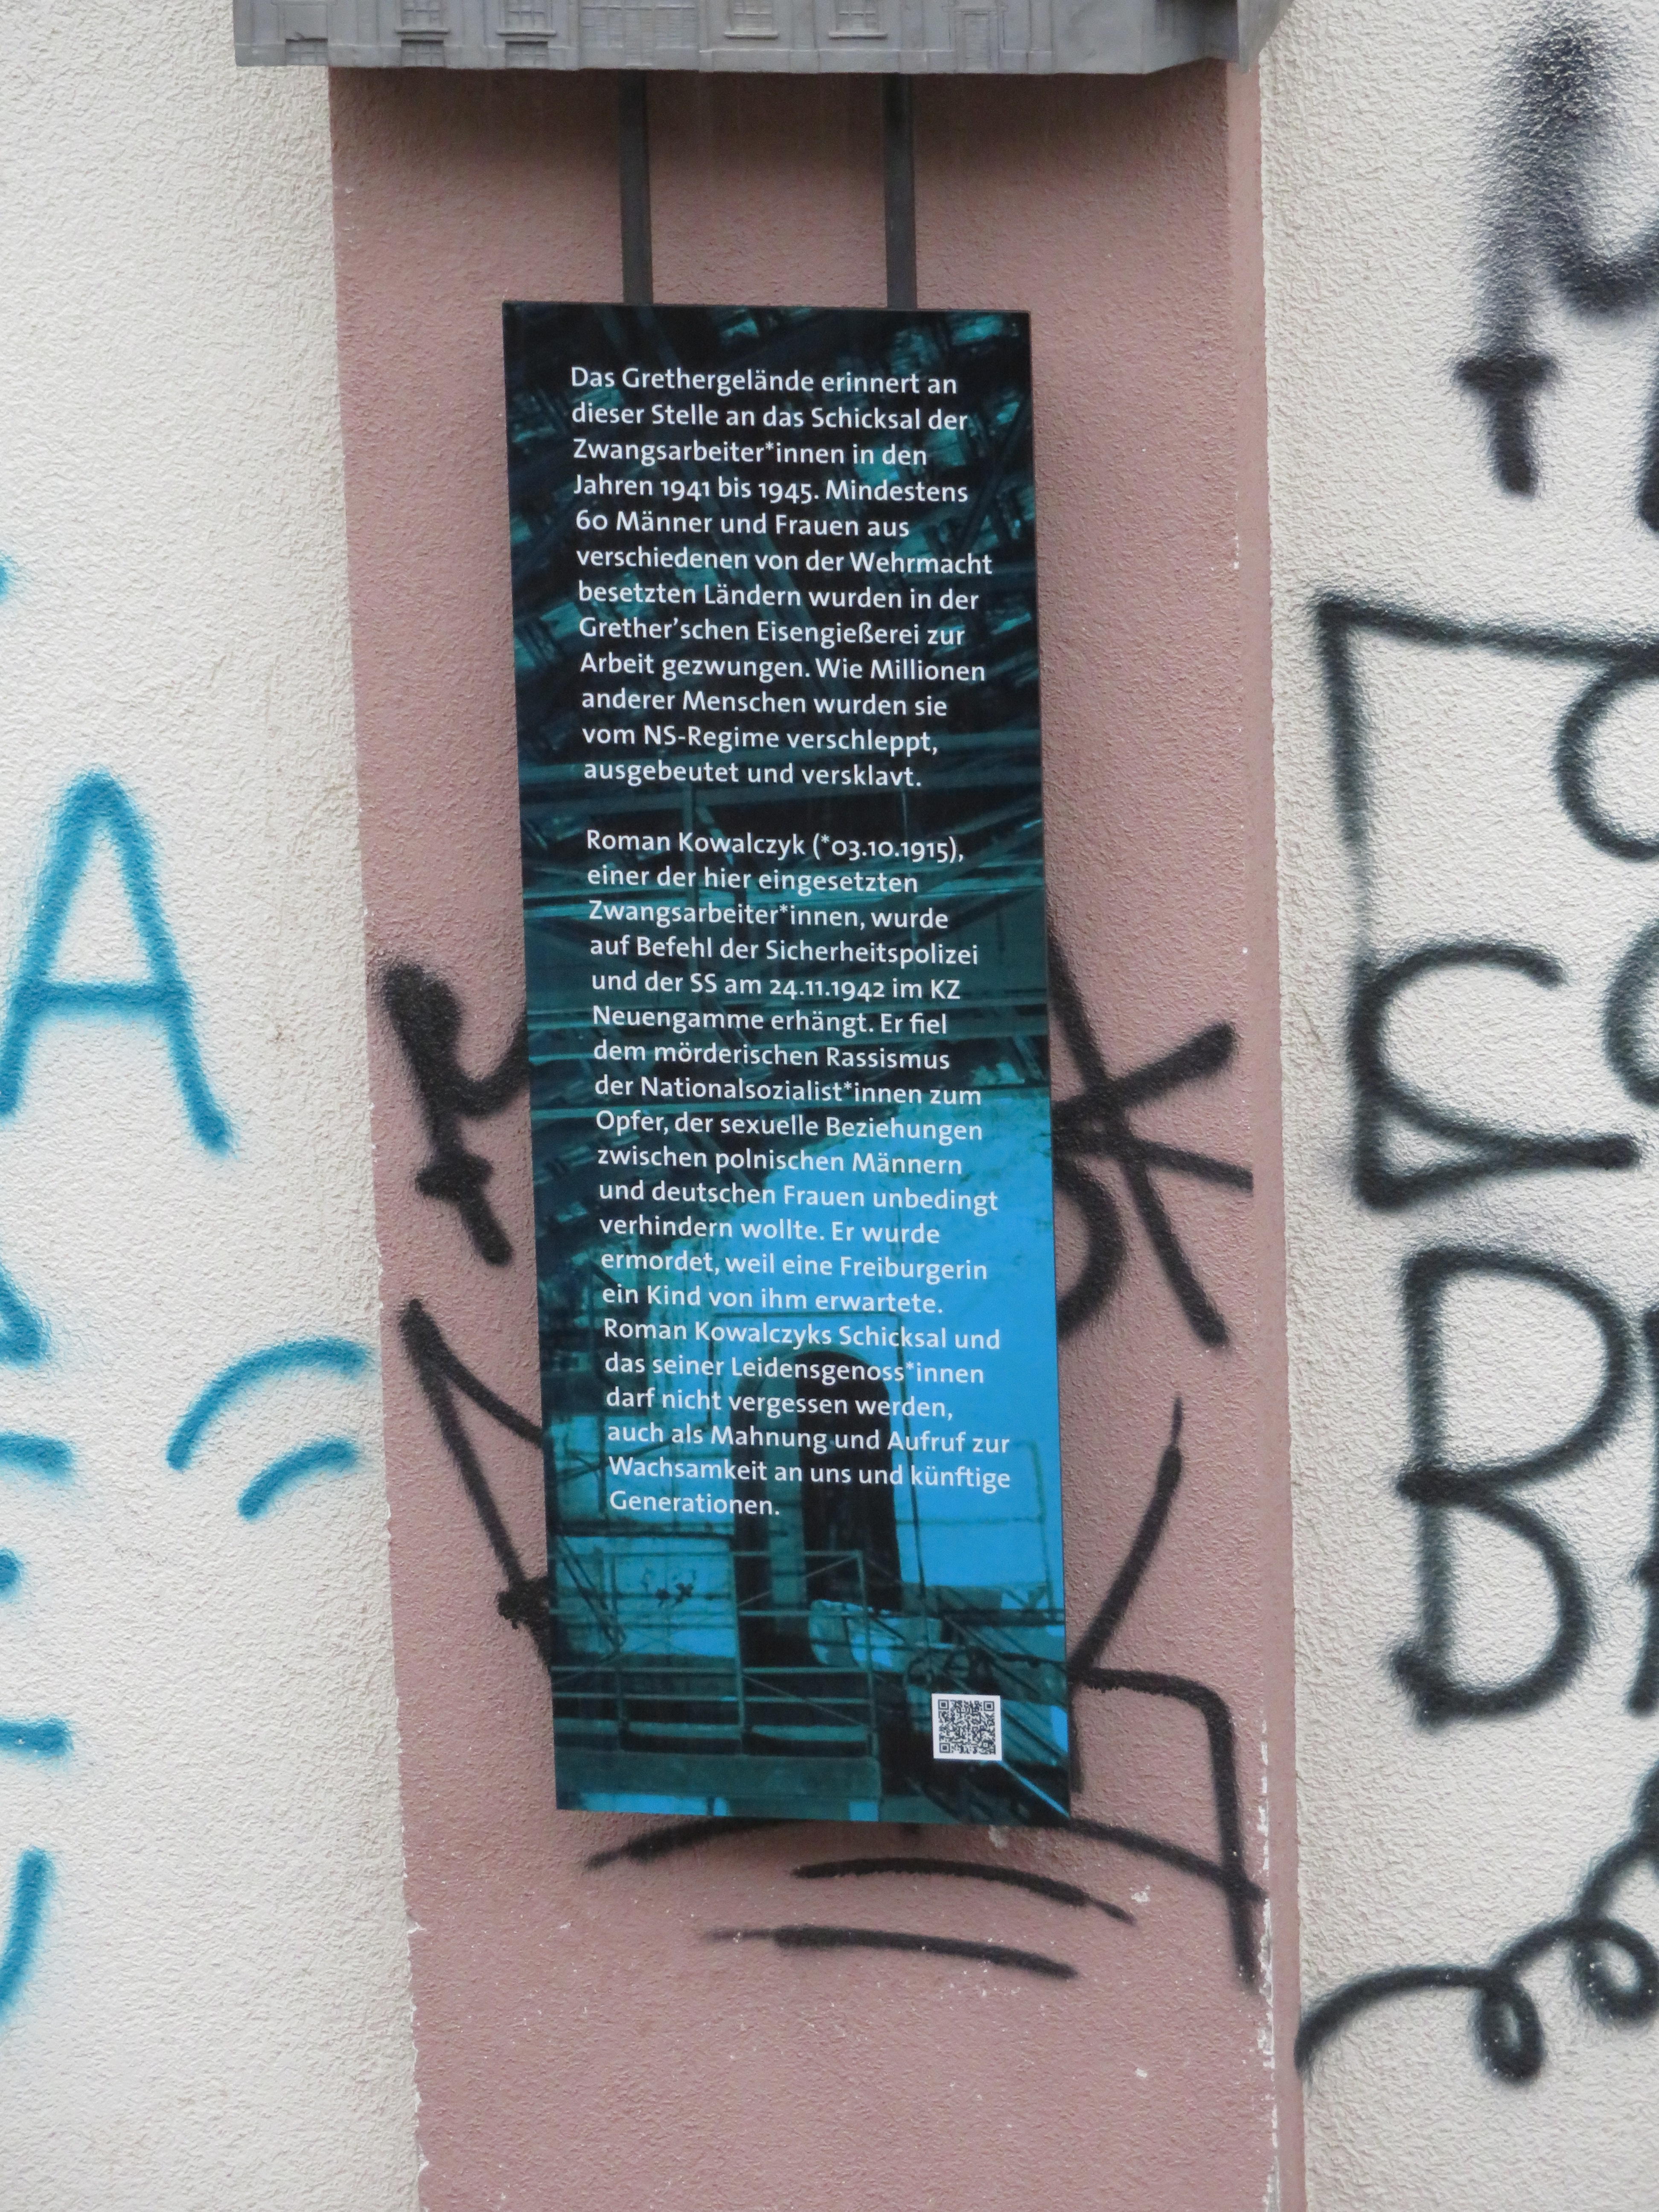 Das Grethergelände erinnert an
dieser Stelle an das Schicksal der
Zwangsarbeiter*innen in den
Jahren 1941 bis 1945. Mindestens
60 Männer und Frauen aus
verschiedenen von der Wehrmacht
besetzten Ländern wurden in der
Grether’schen Eisengießerei zur
Arbeit gezwungen. Wie Millionen
anderer Menschen wurden sie
vom NS-Regime verschleppt,
ausgebeutet und versklavt.
Roman Kowalczyk (*03.10.1915),
einer der hier eingesetzten
Zwangsarbeiter*innen, wurde
auf Befehl der Sicherheitspolizei
und der SS am 24.11.1942 im KZ
Neuengamme erhängt. Er fiel
dem mörderischen Rassismus
der Nationalsozialist*innen zum
Opfer, der sexuelle Beziehungen
zwischen polnischen Männern
und deutschen Frauen unbedingt
verhindern wollte. Er wurde
ermordet, weil eine Freiburgerin
ein Kind von ihm erwartete.
Roman Kowalczyks Schicksal und
das seiner Leidensgenoss*innen
darf nicht vergessen werden,
auch als Mahnung und Aufruf zur
Wachsamkeit an uns und künftige
Generationen.